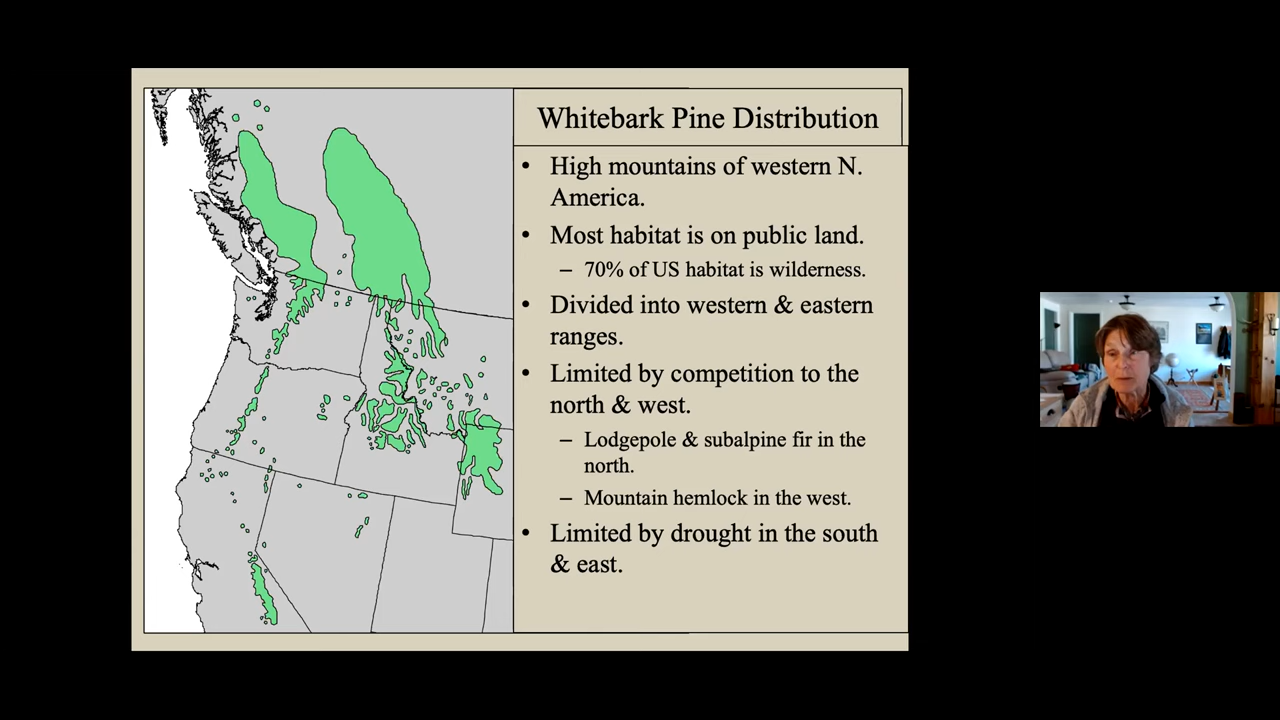 Whitebark Pine Distribution
• High mountains of western N.
America.
• Most habitat is on public land.
– 70% of US habitat is wilderness.
• Divided into western & eastern
ranges.
• Limited by competition to the
north & west.
– Lodgepole & subalpine fir in the
north.
– Mountain hemlock in the west.
• Limited by drought in the south
& east.